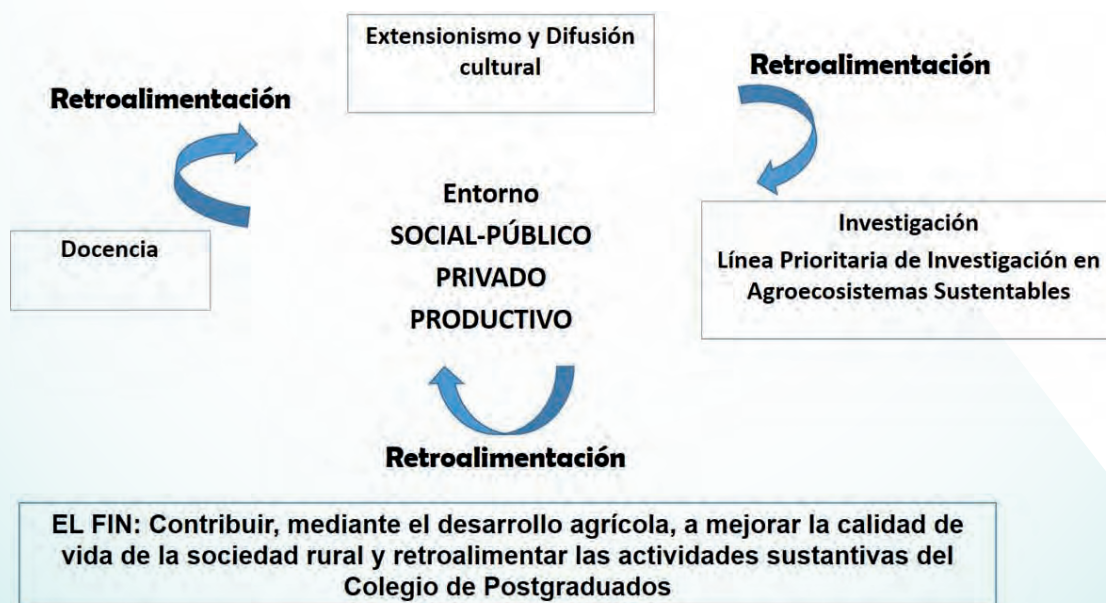 Extensionismo y Difusión
cultural
Retroalimentación
Retroalimentación
Docencia
Entorno
SOCIAL-PÚBLICO
PRIVADO
PRODUCTIVO
Investigación
Línea Prioritaria de Investigación en
Agroecosistemas Sustentables
Retroalimentación
EL FIN: Contribuir, mediante el desarrollo agrícola, a mejorar la calidad de
vida de la sociedad rural y retroalimentar las actividades sustantivas del
Colegio de Postgraduados